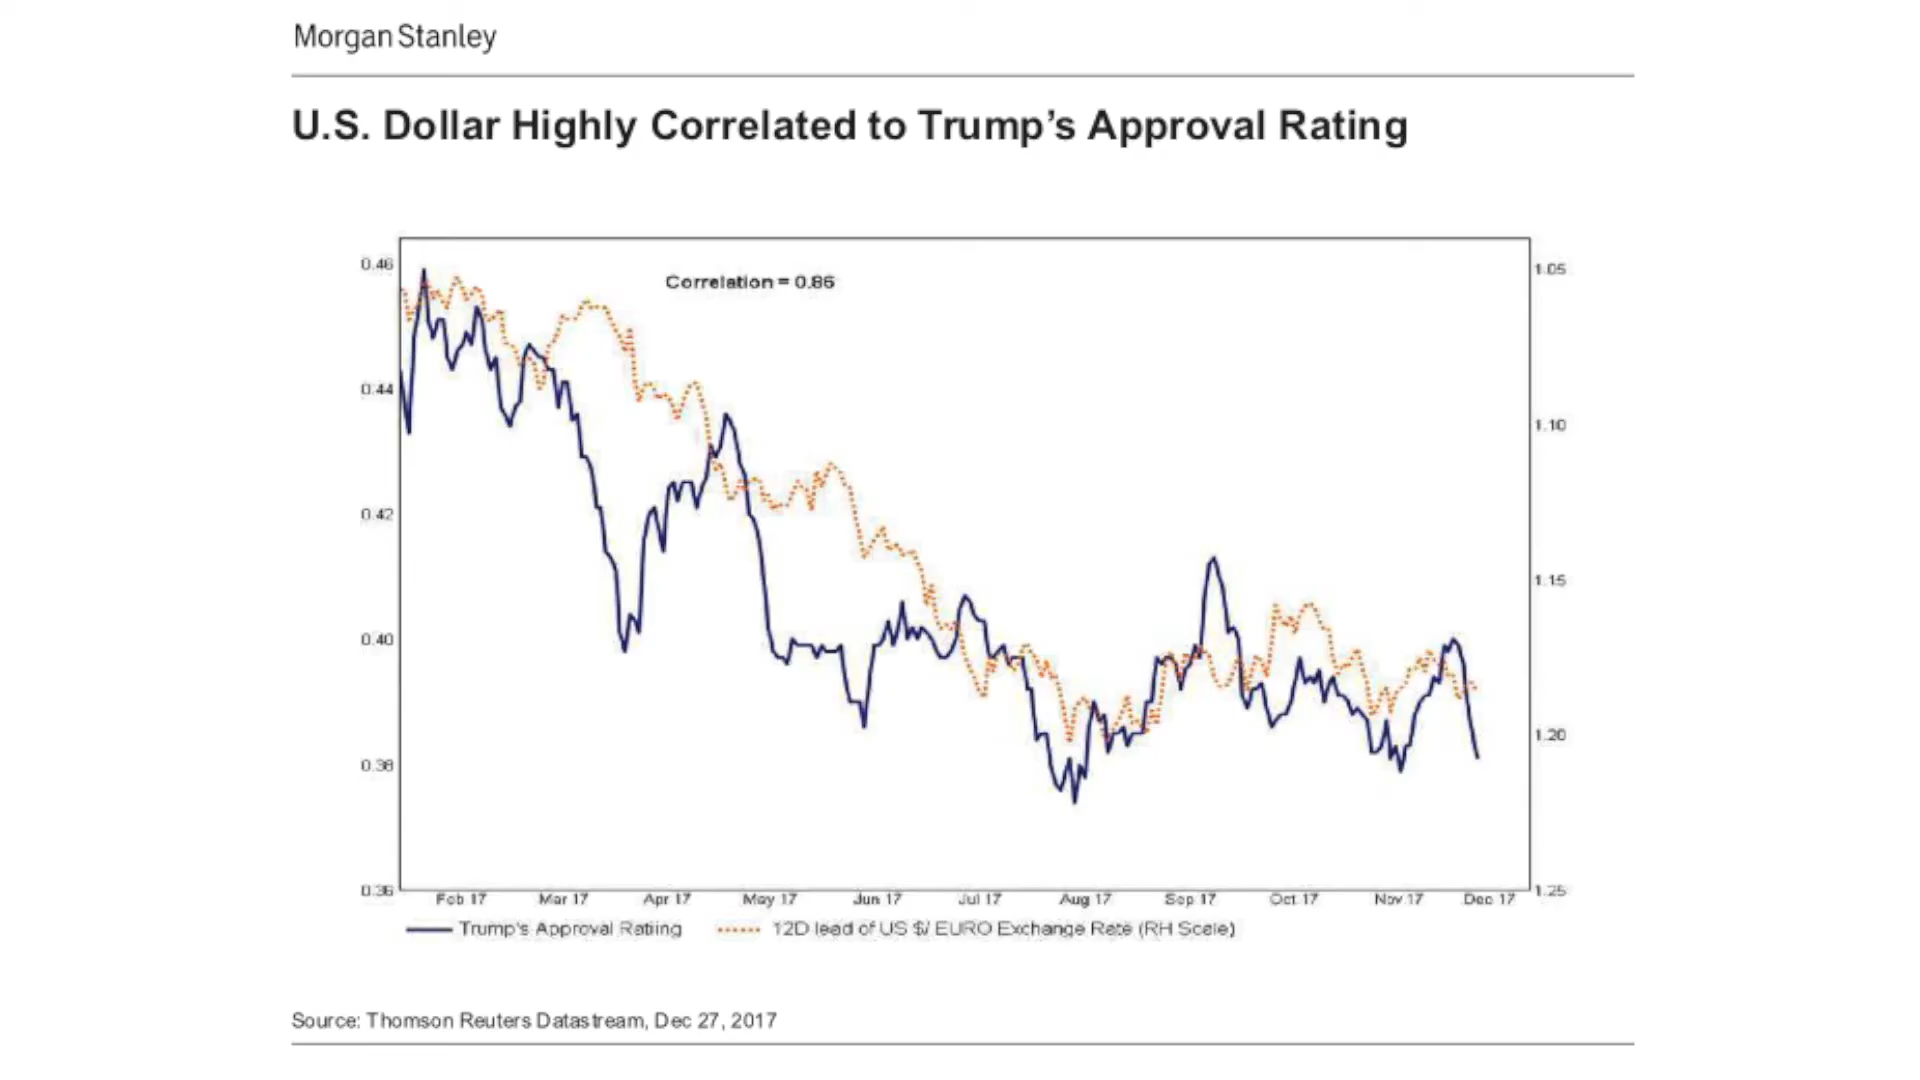 Morgan Stanley
U.S. Dollar Highly Correlated to Trump’s Approval Rating
Correlation = 0.86
0.46
0.44
0.42
0.40
0.38
0.36
1.05
1.10
1.15
1.20
1.25
Feb 17 Mar 17 Apr 17 May 17 Jun 17 Jul 17 Aug 17 Sep 17 Oct 17 Nov 17 Dec 17
Trump's Approval Ratiing 12D lead of US $/ EURO Exchange Rate (RH Scale)
Source: Thomson Reuters Datastream, Dec 27, 2017